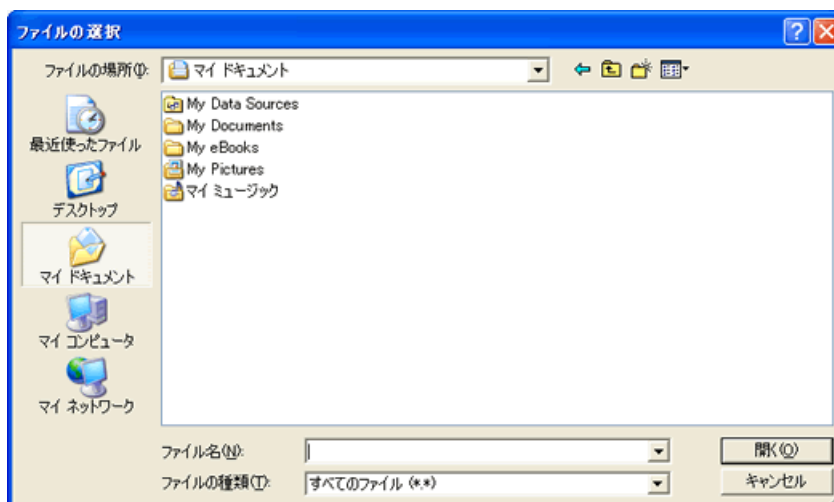 ファイルの選択
ファイルの場所(I):
マイ ドキュメント
My Data Sources
My Documents
My eBooks
My Pictures
マイ ミュージック
最近使ったファイル
デスクトップ
マイ ドキュメント
マイ コンピュータ
マイ ネットワーク
ファイル名(N):
開く(O)
ファイルの種類(T):
すべてのファイル (*.*)
キャンセル